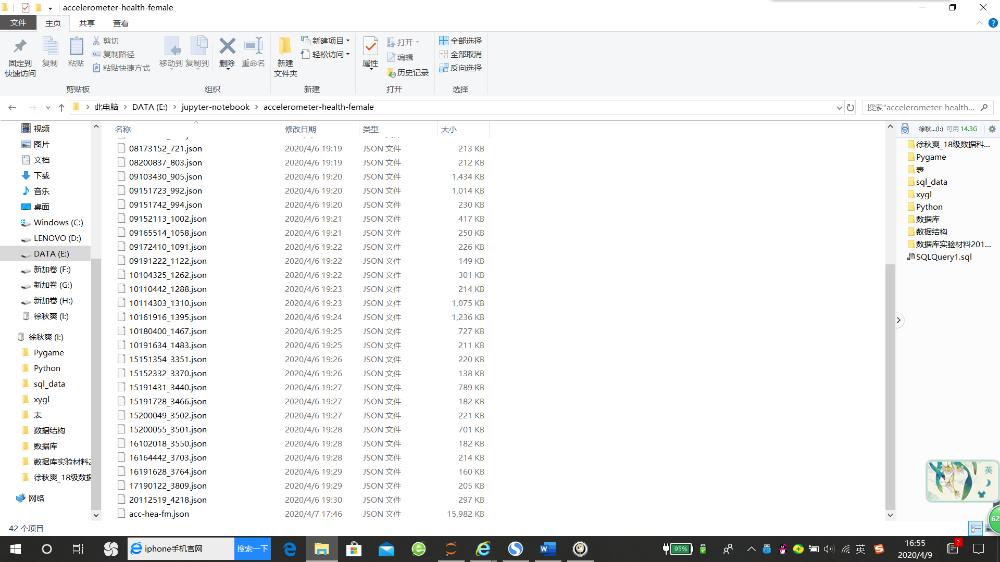 accelerometer-health-female
文件
主页
共享
查看
固定到
快速访问
复制
粘贴
剪切
复制路径
粘贴快捷方式
剪贴板
移动到
复制到
删除
重命名
组织
新建
文件夹
新建项目
轻松访问
新建
属性
打开
编辑
历史记录
打开
全部选择
全部取消
反向选择
选择
此电脑 > DATA (E:) > jupyter-notebook > accelerometer-health-female
搜索"accelerometer-health...
视频
图片
文档
下载
音乐
桌面
Windows (C:)
LENOVO (D:)
DATA (E:)
新加卷 (F:)
新加卷 (G:)
新加卷 (H:)
徐秋爽 (I:)
徐秋爽 (I:)
Pygame
Python
sql_data
xygl
表
数据结构
数据库
数据库实验材料2
徐秋爽_18级数据
网络
名称 修改日期 类型 大小
08173152_721.json 2020/4/6 19:19 JSON 文件 213 KB
08200837_803.json 2020/4/6 19:19 JSON 文件 212 KB
09103430_905.json 2020/4/6 19:20 JSON 文件 1,434 KB
09151723_992.json 2020/4/6 19:20 JSON 文件 1,014 KB
09151742_994.json 2020/4/6 19:20 JSON 文件 230 KB
09152113_1002.json 2020/4/6 19:21 JSON 文件 417 KB
09165514_1058.json 2020/4/6 19:21 JSON 文件 250 KB
09172410_1091.json 2020/4/6 19:22 JSON 文件 226 KB
09191222_1122.json 2020/4/6 19:22 JSON 文件 149 KB
10104325_1262.json 2020/4/6 19:22 JSON 文件 301 KB
10110442_1288.json 2020/4/6 19:23 JSON 文件 214 KB
10114303_1310.json 2020/4/6 19:23 JSON 文件 1,075 KB
10161916_1395.json 2020/4/6 19:24 JSON 文件 1,236 KB
10180400_1467.json 2020/4/6 19:25 JSON 文件 727 KB
10191634_1483.json 2020/4/6 19:25 JSON 文件 211 KB
15151354_3351.json 2020/4/6 19:26 JSON 文件 220 KB
15152332_3370.json 2020/4/6 19:26 JSON 文件 138 KB
15191431_3440.json 2020/4/6 19:27 JSON 文件 789 KB
15191728_3466.json 2020/4/6 19:27 JSON 文件 182 KB
15200049_3502.json 2020/4/6 19:27 JSON 文件 221 KB
15200055_3501.json 2020/4/6 19:28 JSON 文件 701 KB
16102018_3550.json 2020/4/6 19:28 JSON 文件 182 KB
16164442_3703.json 2020/4/6 19:28 JSON 文件 214 KB
16191628_3764.json 2020/4/6 19:29 JSON 文件 160 KB
17190122_3809.json 2020/4/6 19:29 JSON 文件 205 KB
20112519_4218.json 2020/4/6 19:30 JSON 文件 297 KB
acc-hea-fm.json 2020/4/7 17:46 JSON 文件 15,982 KB
徐秋...(I:) 可用 14.3G
徐秋爽_18级数据科...
Pygame
表
sql_data
xygl
Python
数据库
数据结构
数据库实验材料201...
SQLQuery1.sql
英
62
42 个项目
iphone手机官网
搜索一下
95%
英
16:55
2020/4/9
2